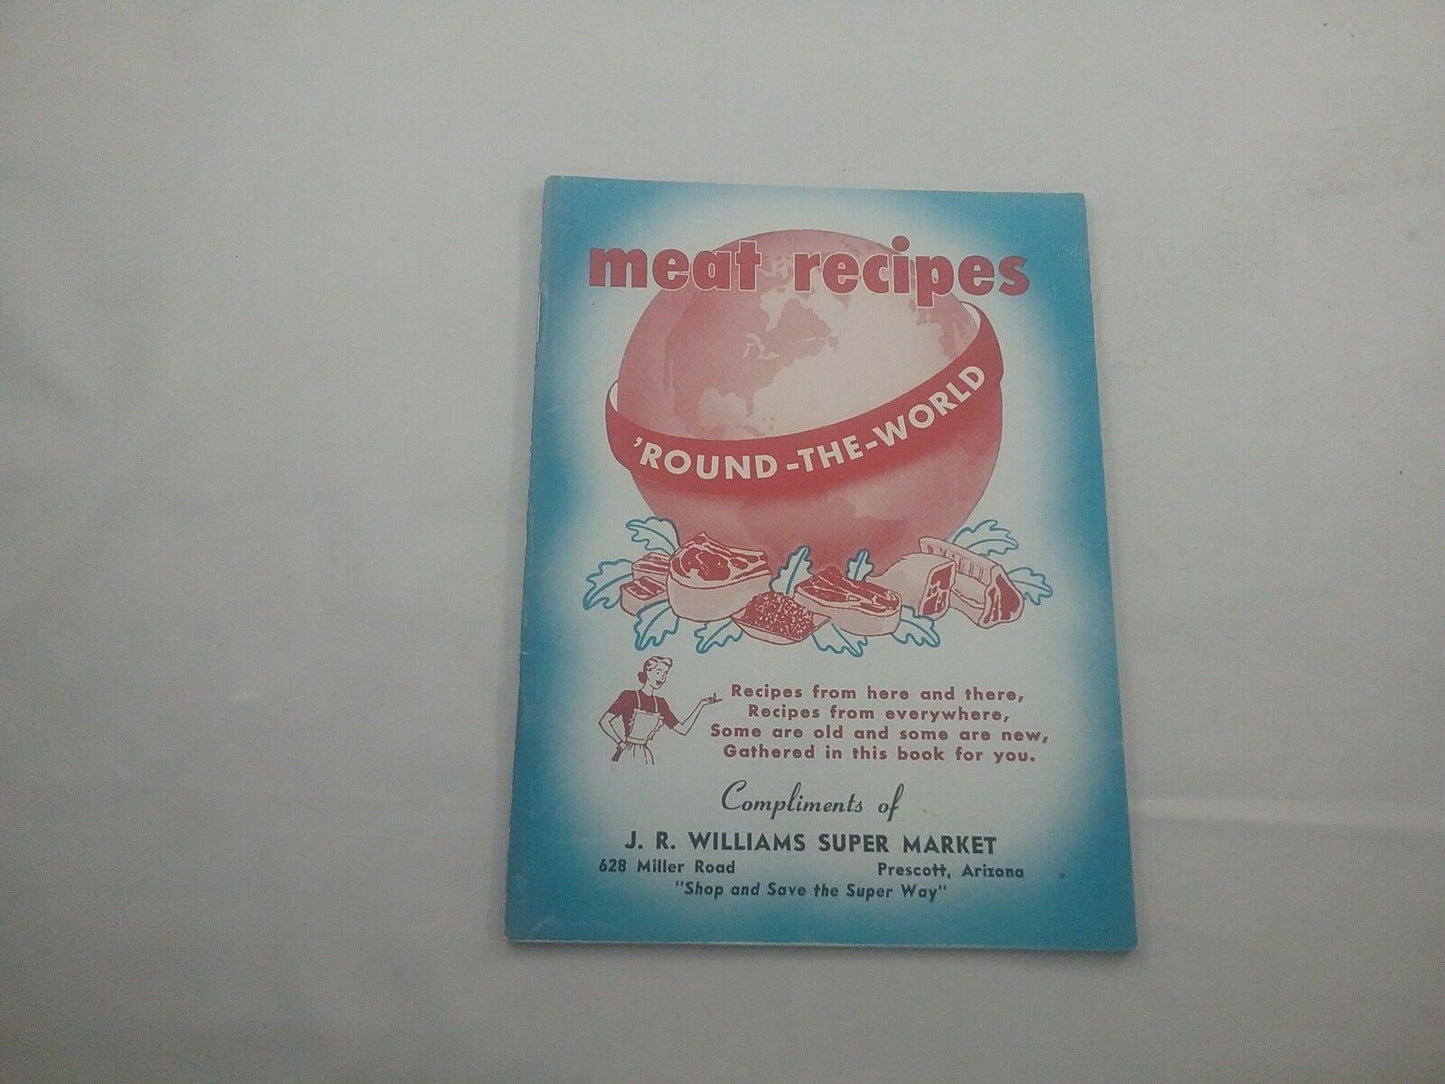 meat recipes
'ROUND-THE-WORLD
Recipes from here and there,
Recipes from everywhere,
Some are old and some are new,
Gathered in this book for you.
Compliments of
J. R. WILLIAMS SUPER MARKET
628 Miller Road Prescott, Arizona
"Shop and Save the Super Way"